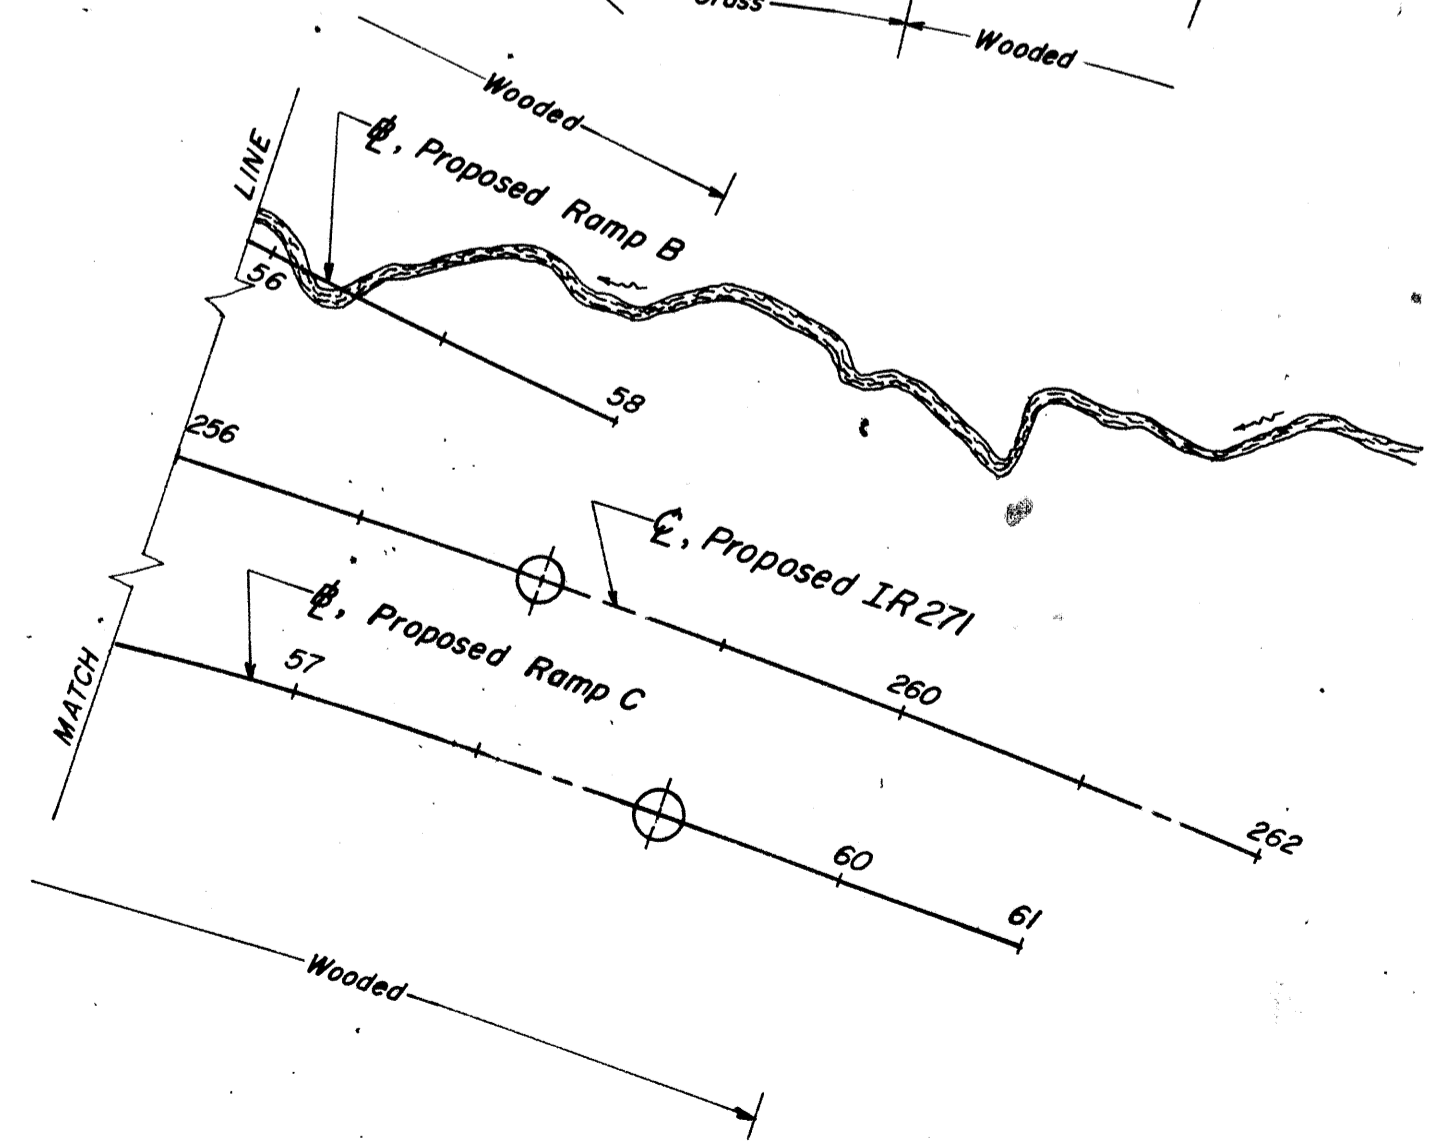 Grass
Wooded
Wooded
LINE
℄, Proposed Ramp B
56
58
256
℄, Proposed IR 271
℄, Proposed Ramp C
57
260
MATCH
262
60
61
Wooded